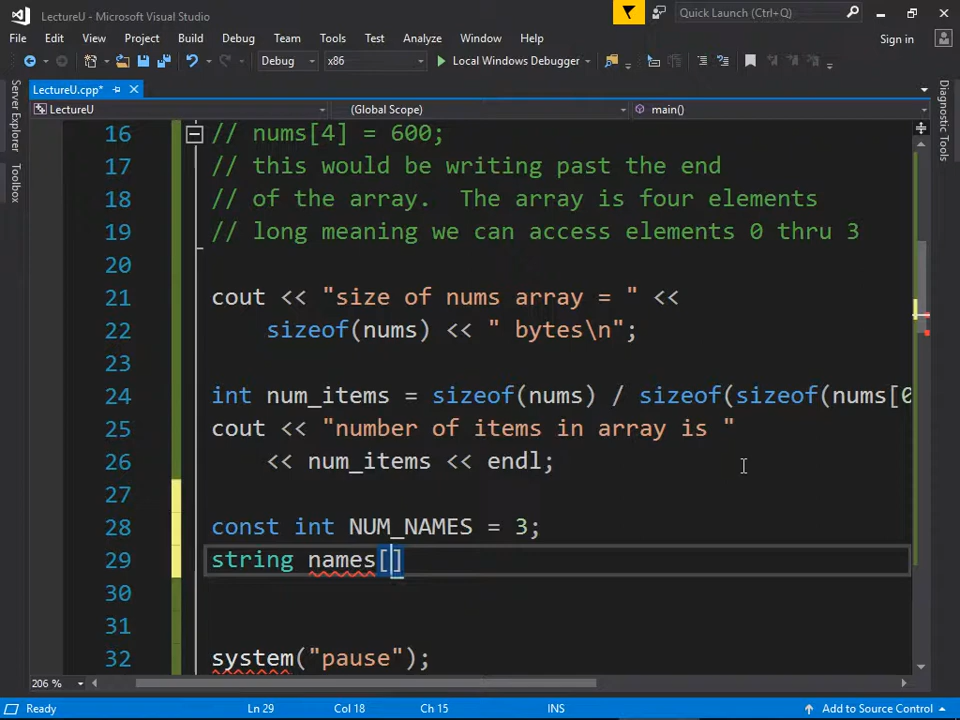 LectureU - Microsoft Visual Studio
Quick Launch (Ctrl+Q)
File Edit View Project Build Debug Team Tools Test Analyze Sign in
Window Help
Debug x86 Local Windows Debugger
LectureU.cpp*
LectureU (Global Scope) main()
Server Explorer
Toolbox
Diagnostic Tools
16 // nums[4] = 600;
17 // this would be writing past the end
18 // of the array. The array is four elements
19 // long meaning we can access elements 0 thru 3
20
21 cout << "size of nums array = " <<
22 sizeof(nums) << " bytes\n";
23
24 int num_items = sizeof(nums) / sizeof(sizeof(nums[0
25 cout << "number of items in array is "
26 << num_items << endl;
27
28 const int NUM_NAMES = 3;
29 string names[]
30
31
32 system("pause");
206 %
Ready Ln 29 Col 18 Ch 15 INS Add to Source Control